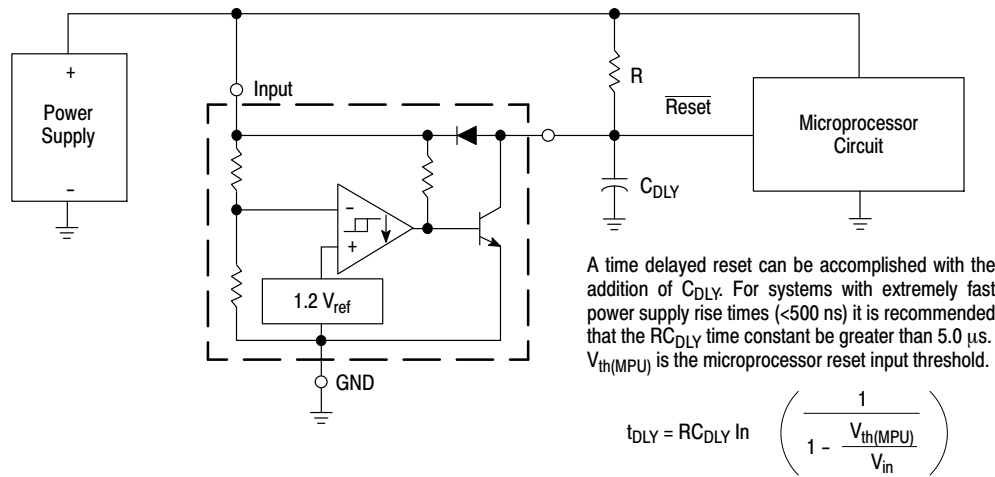 Power
Supply
+
−
Input
R
Reset
Microprocessor
Circuit
C_DLY
−
+
1.2 V_ref
GND
A time delayed reset can be accomplished with the
addition of C_DLY. For systems with extremely fast
power supply rise times (<500 ns) it is recommended
that the RC_DLY time constant be greater than 5.0 μs.
V_th(MPU) is the microprocessor reset input threshold.
t_DLY = RC_DLY In ( 1 / ( 1 - V_th(MPU) / V_in ) )